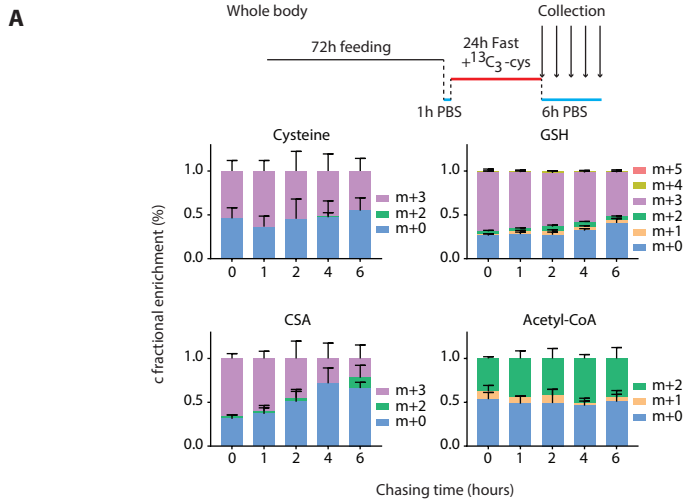 A
Whole body
Collection
72h feeding
24h Fast
+¹³C₃-cys
1h PBS
6h PBS
Cysteine
1.0
0.5
0.0
0 1 2 4 6
m+3
m+2
m+0
GSH
1.0
0.5
0.0
0 1 2 4 6
m+5
m+4
m+3
m+2
m+1
m+0
c fractional enrichment (%)
CSA
1.0
0.5
0.0
0 1 2 4 6
m+3
m+2
m+0
Acetyl-CoA
1.0
0.5
0.0
0 1 2 4 6
m+2
m+1
m+0
Chasing time (hours)